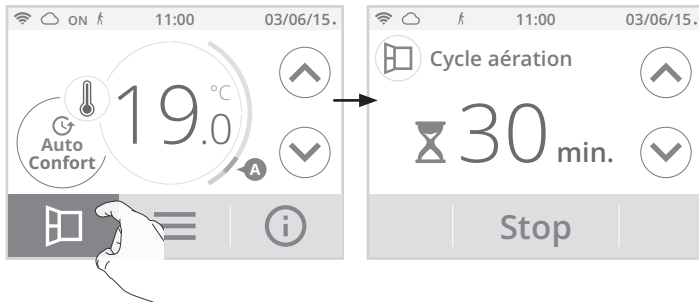 ON 11:00 03/06/15.
19.0 °C
Auto
Confort
A
11:00 03/06/15.
Cycle aération
30 min.
Stop